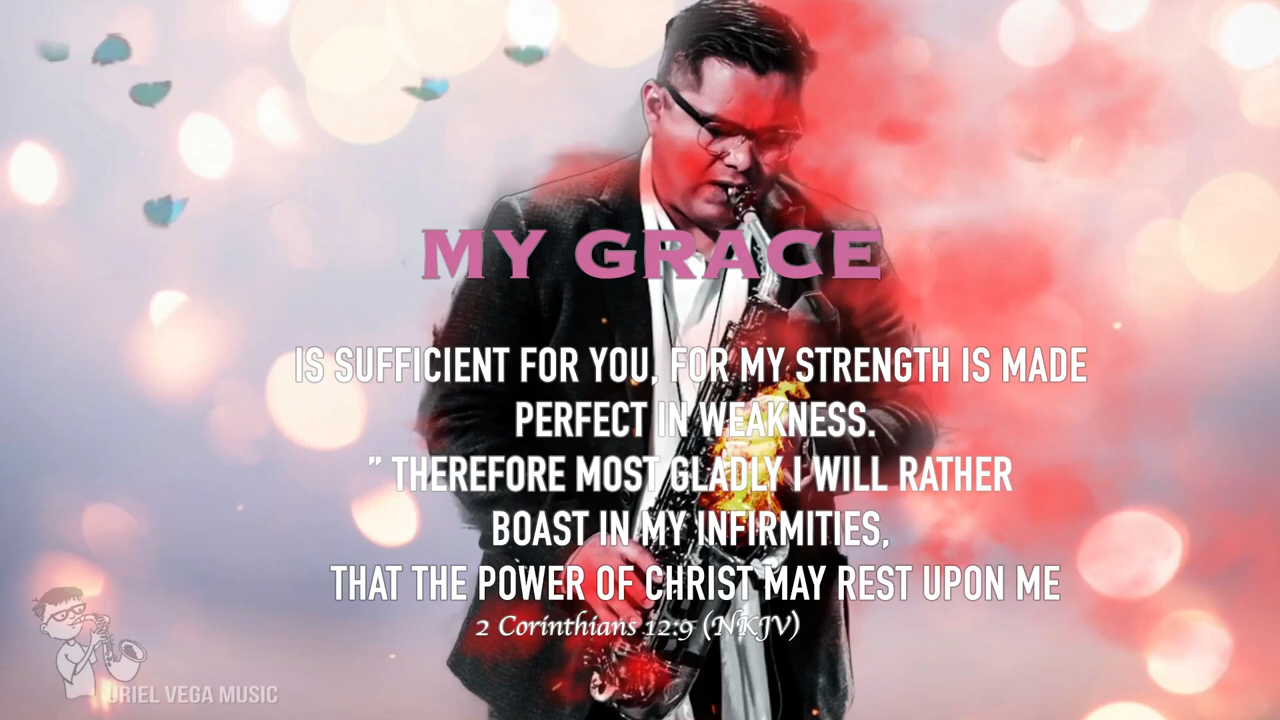 MY GRACE
IS SUFFICIENT FOR YOU, FOR MY STRENGTH IS MADE
PERFECT IN WEAKNESS.
” THEREFORE MOST GLADLY I WILL RATHER
BOAST IN MY INFIRMITIES,
THAT THE POWER OF CHRIST MAY REST UPON ME
2 Corinthians 12:9 (NKJV)
URIEL VEGA MUSIC